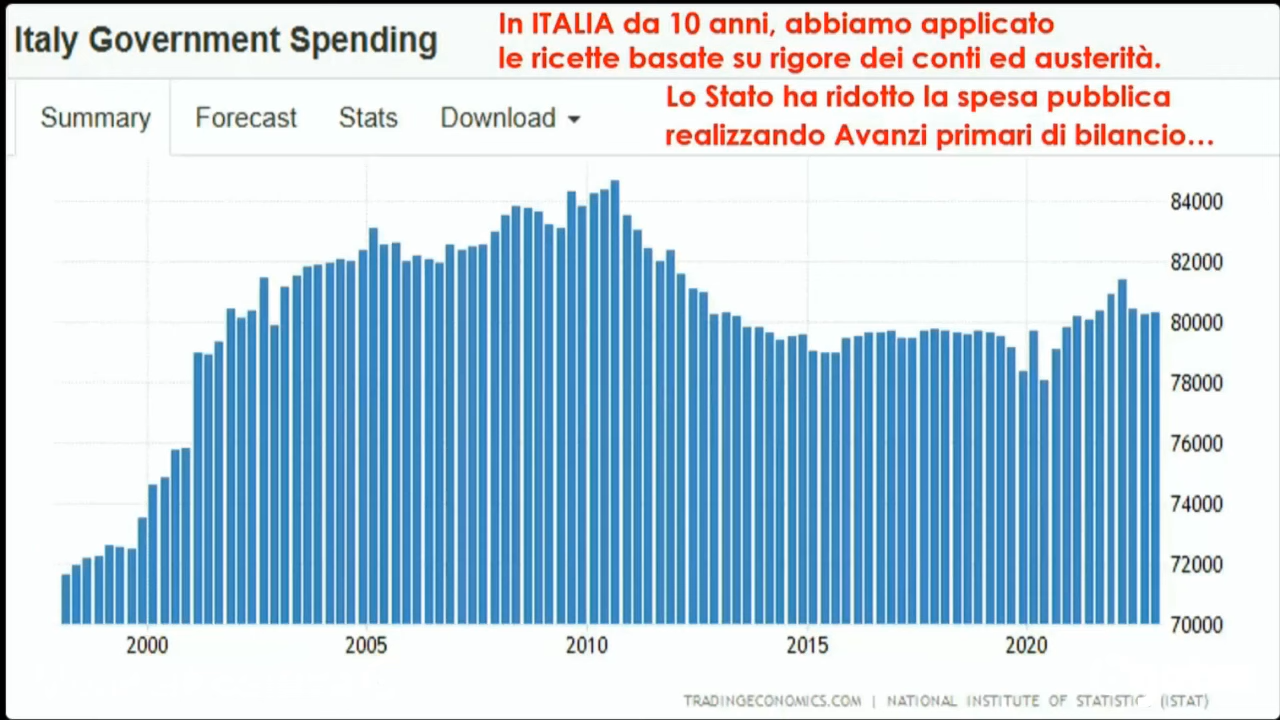 Italy Government Spending
In ITALIA da 10 anni, abbiamo applicato
le ricette basate su rigore dei conti ed austerità.
Summary Forecast Stats Download
Lo Stato ha ridotto la spesa pubblica
realizzando Avanzi primari di bilancio...
84000
82000
80000
78000
76000
74000
72000
70000
2000 2005 2010 2015 2020
TRADINGECONOMICS.COM | NATIONAL INSTITUTE OF STATISTIC (ISTAT)